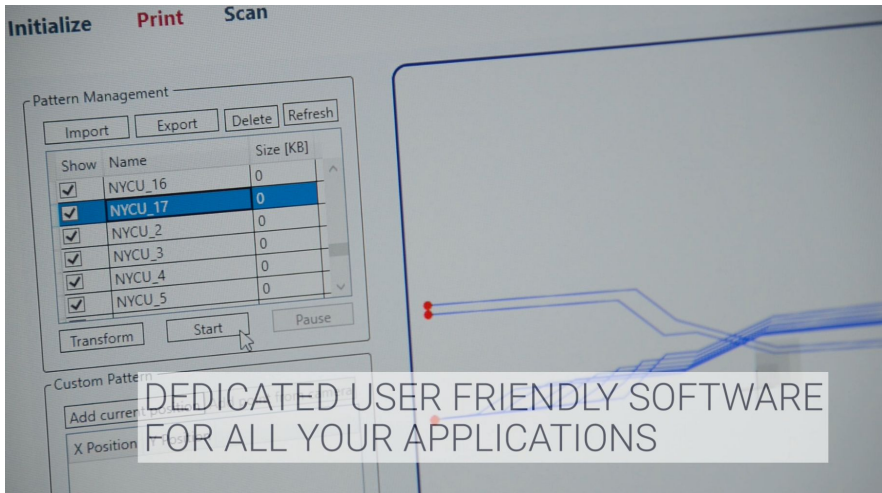 Initialize Print Scan
Pattern Management
Import Export Delete Refresh
Show Name Size [KB]
NYCU_16 0
NYCU_17 0
NYCU_2 0
NYCU_3 0
NYCU_4 0
NYCU_5 0
Transform Start Pause
Custom Pattern
Add current position
X Position
DEDICATED USER FRIENDLY SOFTWARE
FOR ALL YOUR APPLICATIONS